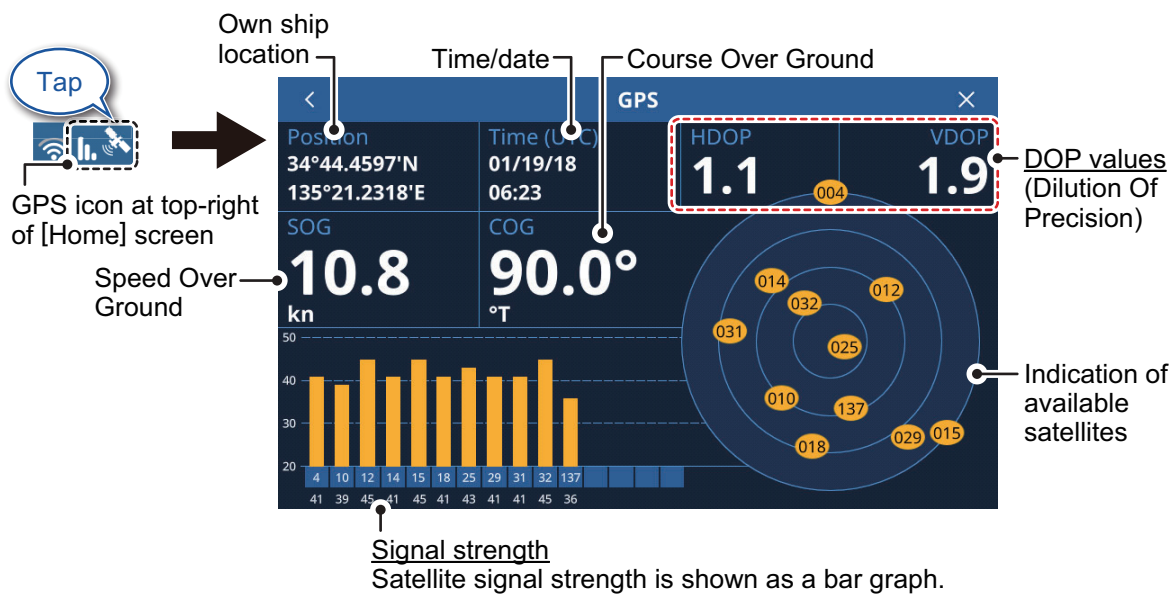 Own ship
location
Time/date
Course Over Ground
Tap
GPS
Position
34°44.4597'N
135°21.2318'E
Time (UTC)
01/19/18
06:23
HDOP
1.1
VDOP
1.9
DOP values
(Dilution Of
Precision)
GPS icon at top-right
of [Home] screen
SOG
10.8
kn
COG
90.0°
°T
Speed Over
Ground
004
014
012
032
031
025
010
137
018
029
015
Indication of
available
satellites
50
40
30
20
4 10 12 14 15 18 25 29 31 32 137
41 39 45 41 45 41 43 41 41 45 36
Signal strength
Satellite signal strength is shown as a bar graph.